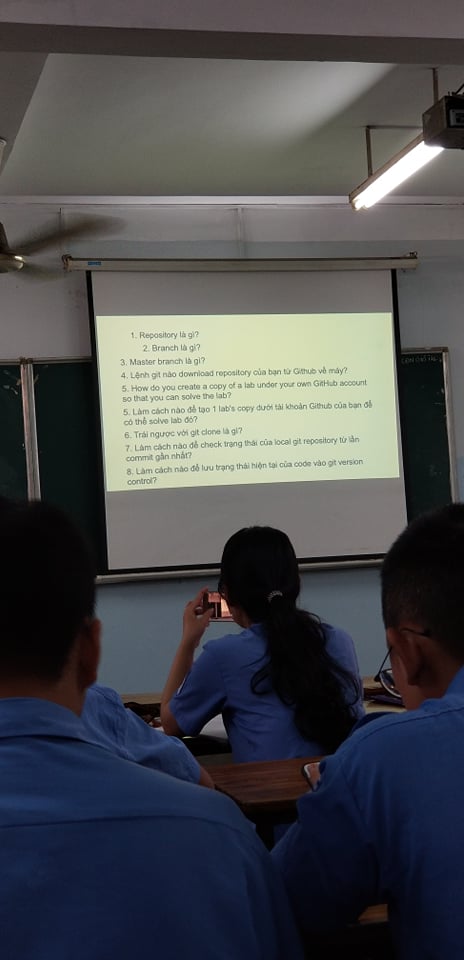 1. Repository là gì?
2. Branch là gì?
3. Master branch là gì?
4. Lệnh git nào download repository của bạn từ Github về máy?
5. How do you create a copy of a lab under your own GitHub account
so that you can solve the lab?
5. Làm cách nào để tạo 1 lab's copy dưới tài khoản Github của bạn để
có thể solve lab đó?
6. Trái ngược với git clone là gì?
7. Làm cách nào để check trạng thái của local git repository từ lần
commit gần nhất?
8. Làm cách nào để lưu trạng thái hiện tại của code vào git version
control?